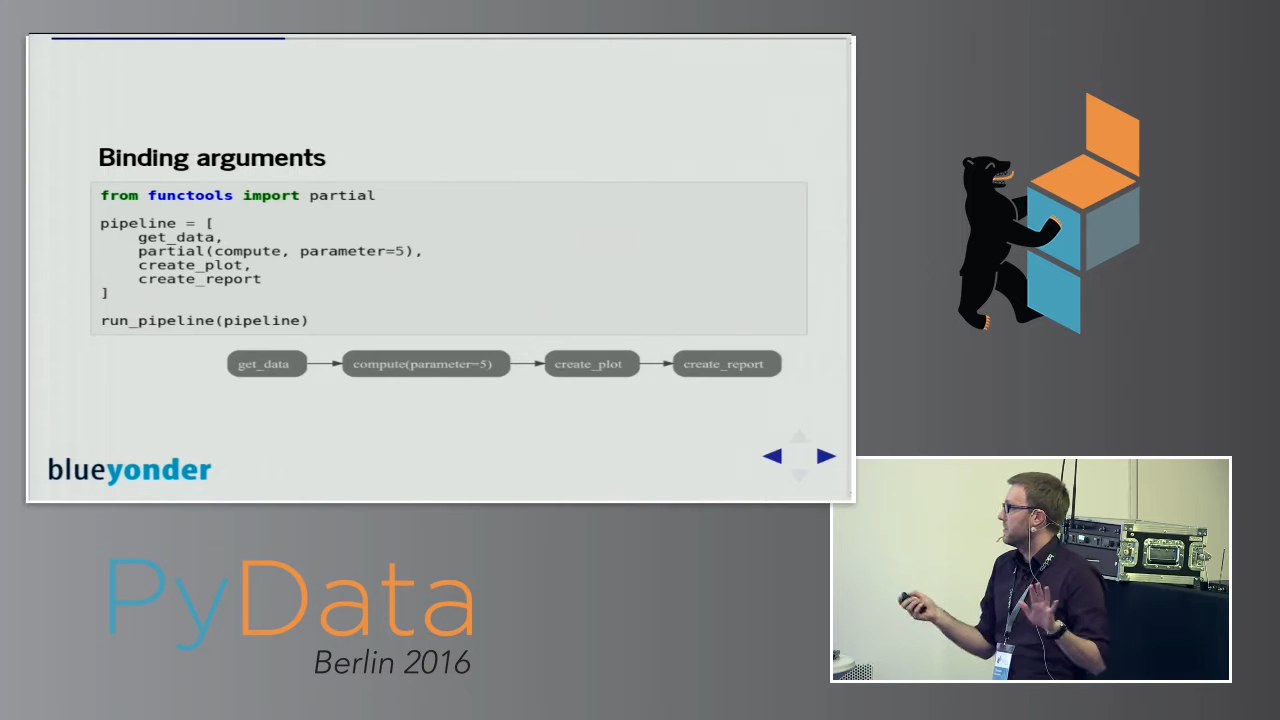 Binding arguments
from functools import partial
pipeline = [
    get_data,
    partial(compute, parameter=5),
    create_plot,
    create_report
]
run_pipeline(pipeline)
get_data
compute(parameter=5)
create_plot
create_report
blueyonder
PyData
Berlin 2016